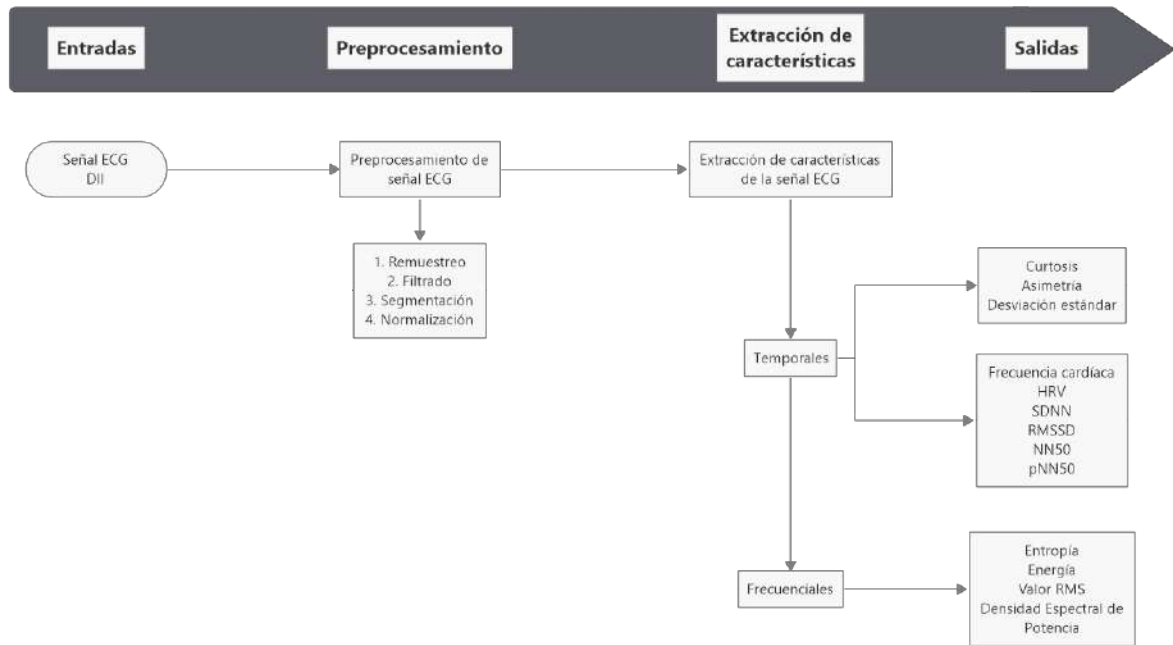 Entradas
Preprocesamiento
Extracción de
características
Salidas
Señal ECG
DII
Preprocesamiento de
señal ECG
Extracción de características
de la señal ECG
1. Remuestreo
2. Filtrado
3. Segmentación
4. Normalización
Curtosis
Asimetría
Desviación estándar
Temporales
Frecuencia cardíaca
HRV
SDNN
RMSSD
NN50
pNN50
Frecuenciales
Entropía
Energía
Valor RMS
Densidad Espectral de
Potencia